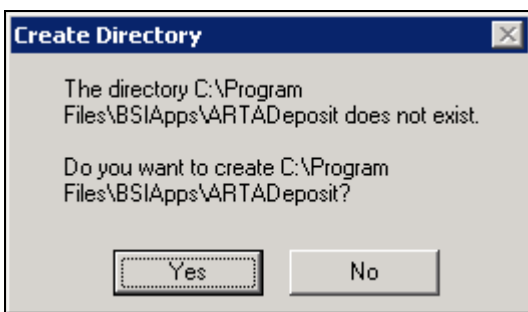 Create Directory
The directory C:\Program
Files\BSIApps\ARTADeposit does not exist.
Do you want to create C:\Program
Files\BSIApps\ARTADeposit?
Yes
No